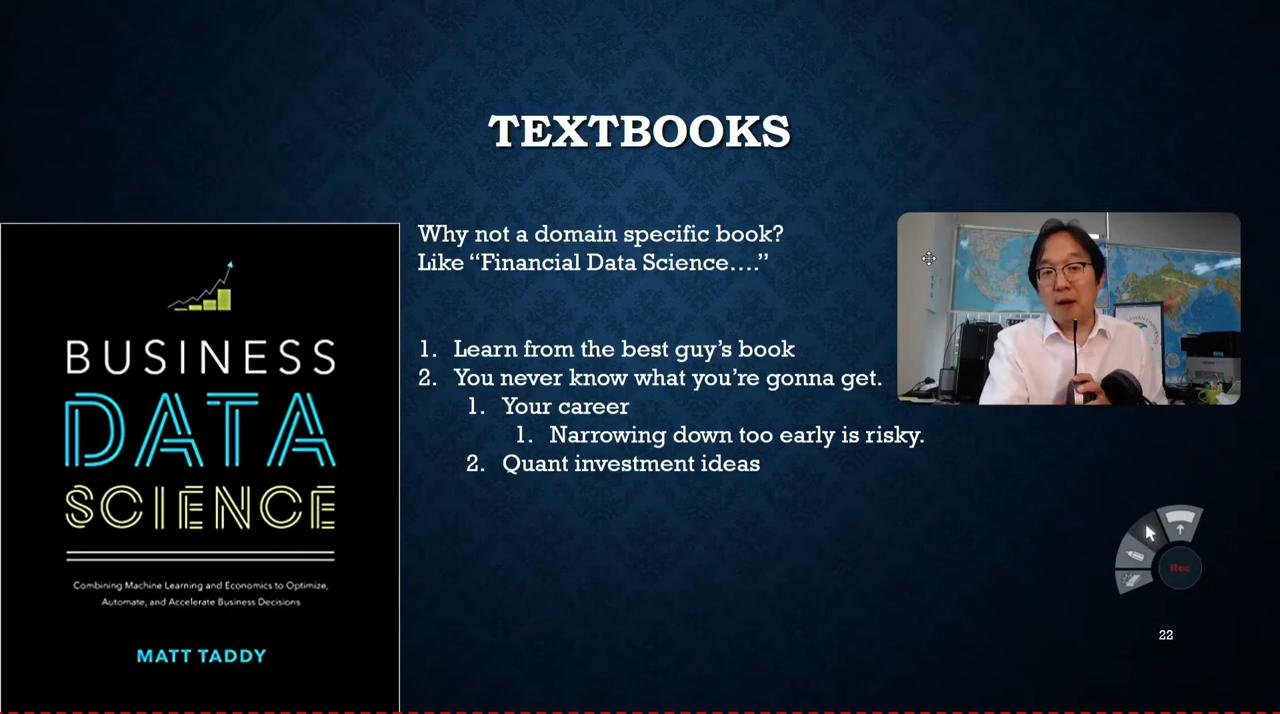 TEXTBOOKS
BUSINESS
DATA
SCIENCE
Combining Machine Learning and Economics to Optimize,
Automate, and Accelerate Business Decisions
MATT TADDY
Why not a domain specific book?
Like “Financial Data Science....”
1. Learn from the best guy’s book
2. You never know what you’re gonna get.
1. Your career
1. Narrowing down too early is risky.
2. Quant investment ideas
Rec
22